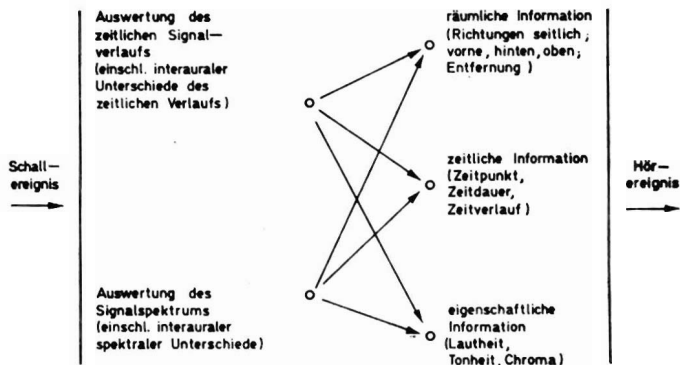 Auswertung des
zeitlichen Signal—
verlaufs
(einschl. interauraler
Unterschiede des
zeitlichen Verlaufs)
räumliche Information
(Richtungen seitlich;
vorne, hinten, oben;
Entfernung)
Schall—
ereignis
zeitliche Information
(Zeitpunkt,
Zeitdauer,
Zeitverlauf)
Hör—
ereignis
Auswertung des
Signalspektrums
(einschl. interauraler
spektraler Unterschiede)
eigenschaftliche
Information
(Lautheit,
Tonheit, Chroma)